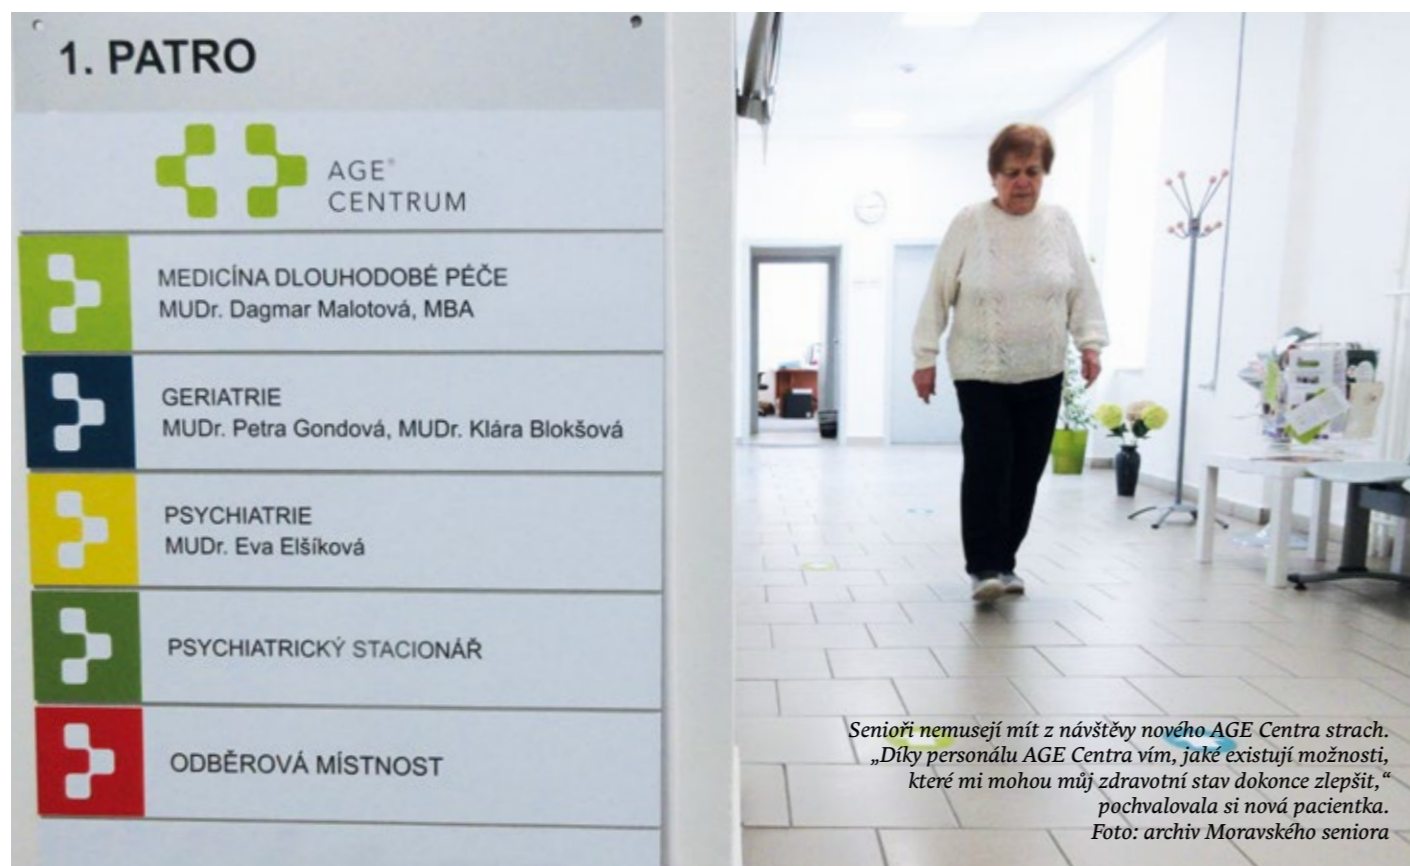 1. PATRO
AGE®
CENTRUM
MEDICÍNA DLOUHODOBÉ PÉČE
MUDr. Dagmar Malotová, MBA
GERIATRIE
MUDr. Petra Gondová, MUDr. Klára Blokšová
PSYCHIATRIE
MUDr. Eva Elšíková
PSYCHIATRICKÝ STACIONÁŘ
ODBĚROVÁ MÍSTNOST
Senioři nemusejí mít z návštěvy nového AGE Centra strach.
„Díky personálu AGE Centra vím, jaké existují možnosti,
které mi mohou můj zdravotní stav dokonce zlepšit,“
pochvalovala si nová pacientka.
Foto: archiv Moravského seniora